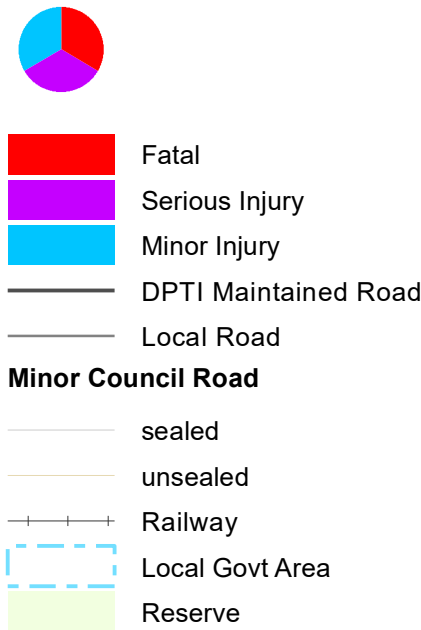 Fatal
Serious Injury
Minor Injury
DPTI Maintained Road
Local Road
Minor Council Road
sealed
unsealed
Railway
Local Govt Area
Reserve